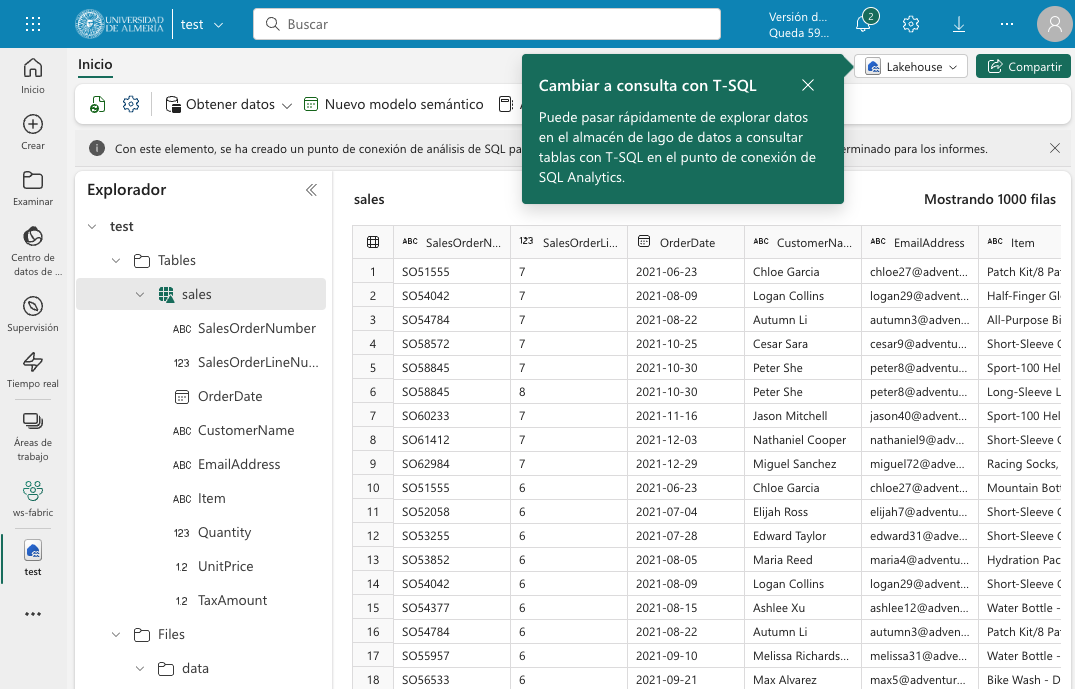 UNIVERSIDAD
DE ALMERÍA
test
Buscar
Versión d...
Queda 59...
2
Inicio
Crear
Examinar
Centro de
datos de ...
Supervisión
Tiempo real
Áreas de
trabajo
ws-fabric
test
Inicio
Lakehouse
Compartir
Obtener datos
Nuevo modelo semántico
Cambiar a consulta con T-SQL
Puede pasar rápidamente de explorar datos
en el almacén de lago de datos a consultar
tablas con T-SQL en el punto de conexión de
SQL Analytics.
Con este elemento, se ha creado un punto de conexión de análisis de SQL pa
erminado para los informes.
Explorador
test
Tables
sales
ABC SalesOrderNumber
123 SalesOrderLineNu...
OrderDate
ABC CustomerName
ABC EmailAddress
ABC Item
123 Quantity
1.2 UnitPrice
1.2 TaxAmount
Files
data
sales
Mostrando 1000 filas
ABC SalesOrderN... 123 SalesOrderLi... OrderDate ABC CustomerNa... ABC EmailAddress ABC Item
1 SO51555 7 2021-06-23 Chloe Garcia chloe27@advent... Patch Kit/8 Pa
2 SO54042 7 2021-08-09 Logan Collins logan29@advent... Half-Finger Gl
3 SO54784 7 2021-08-22 Autumn Li autumn3@adven... All-Purpose Bi
4 SO58572 7 2021-10-25 Cesar Sara cesar9@adventu... Short-Sleeve C
5 SO58845 7 2021-10-30 Peter She peter8@adventu... Sport-100 Hel
6 SO58845 8 2021-10-30 Peter She peter8@adventu... Long-Sleeve L
7 SO60233 7 2021-11-16 Jason Mitchell jason40@advent... Sport-100 Hel
8 SO61412 7 2021-12-03 Nathaniel Cooper nathaniel9@adv... Short-Sleeve C
9 SO62984 7 2021-12-29 Miguel Sanchez miguel72@adve... Racing Socks,
10 SO51555 6 2021-06-23 Chloe Garcia chloe27@advent... Mountain Bott
11 SO52058 6 2021-07-04 Elijah Ross elijah7@adventu... Short-Sleeve C
12 SO53255 6 2021-07-28 Edward Taylor edward31@adve... Short-Sleeve C
13 SO53852 6 2021-08-05 Maria Reed maria4@adventu... Hydration Pac
14 SO54042 6 2021-08-09 Logan Collins logan29@advent... Short-Sleeve C
15 SO54377 6 2021-08-15 Ashlee Xu ashlee12@adven... Water Bottle -
16 SO54784 6 2021-08-22 Autumn Li autumn3@adven... Patch Kit/8 Pa
17 SO55957 6 2021-09-10 Melissa Richards... melissa31@adve... Water Bottle -
18 SO56533 6 2021-09-21 Max Alvarez max5@adventur... Bike Wash - D